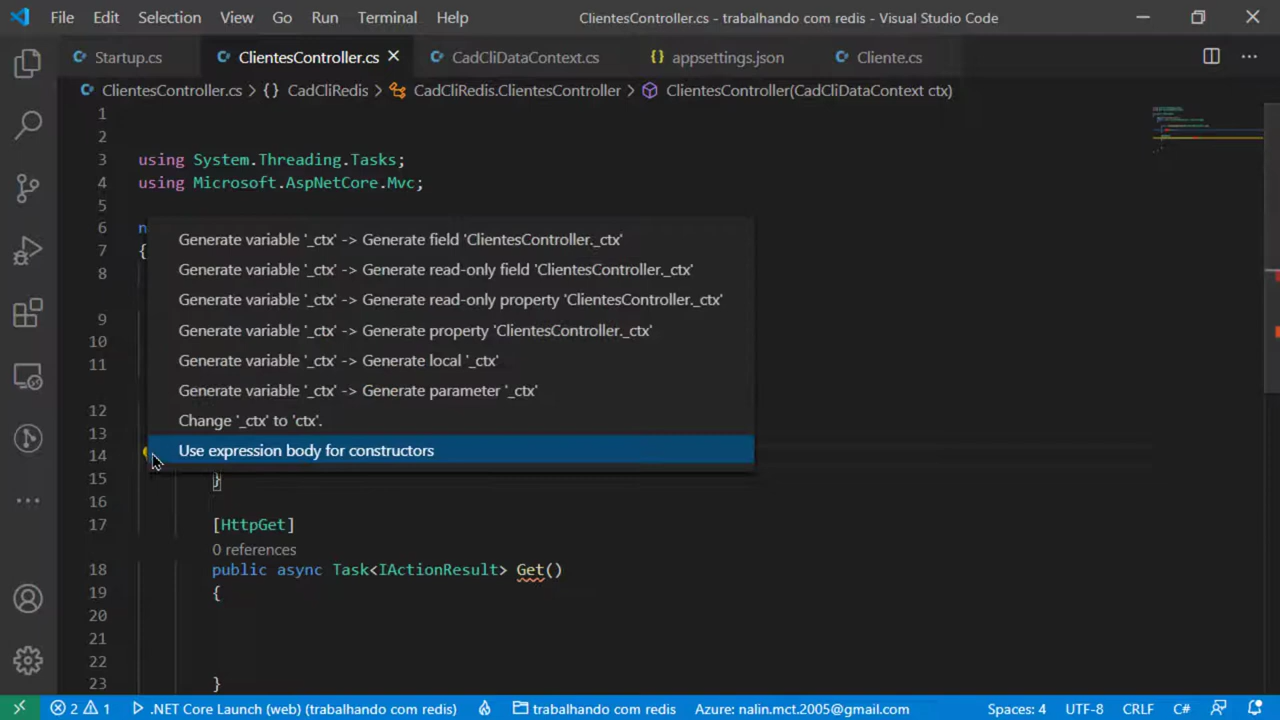 File Edit Selection View Go Run Terminal Help ClientesController.cs - trabalhando com redis - Visual Studio Code
Startup.cs ClientesController.cs CadCliDataContext.cs {} appsettings.json Cliente.cs
ClientesController.cs > {} CadCliRedis > CadCliRedis.ClientesController > ClientesController(CadCliDataContext ctx)
1
2
3 using System.Threading.Tasks;
4 using Microsoft.AspNetCore.Mvc;
5
6 n
7 {
Generate variable '_ctx' -> Generate field 'ClientesController._ctx'
8 Generate variable '_ctx' -> Generate read-only field 'ClientesController._ctx'
Generate variable '_ctx' -> Generate read-only property 'ClientesController._ctx'
9
Generate variable '_ctx' -> Generate property 'ClientesController._ctx'
10
11 Generate variable '_ctx' -> Generate local '_ctx'
Generate variable '_ctx' -> Generate parameter '_ctx'
12
Change '_ctx' to 'ctx'.
13
14 Use expression body for constructors
15 }
16
17 [HttpGet]
0 references
18 public async Task<IActionResult> Get()
19 {
20
21
22
23 }
2 1 .NET Core Launch (web) (trabalhando com redis) trabalhando com redis Azure: nalin.mct.2005@gmail.com Spaces: 4 UTF-8 CRLF C#